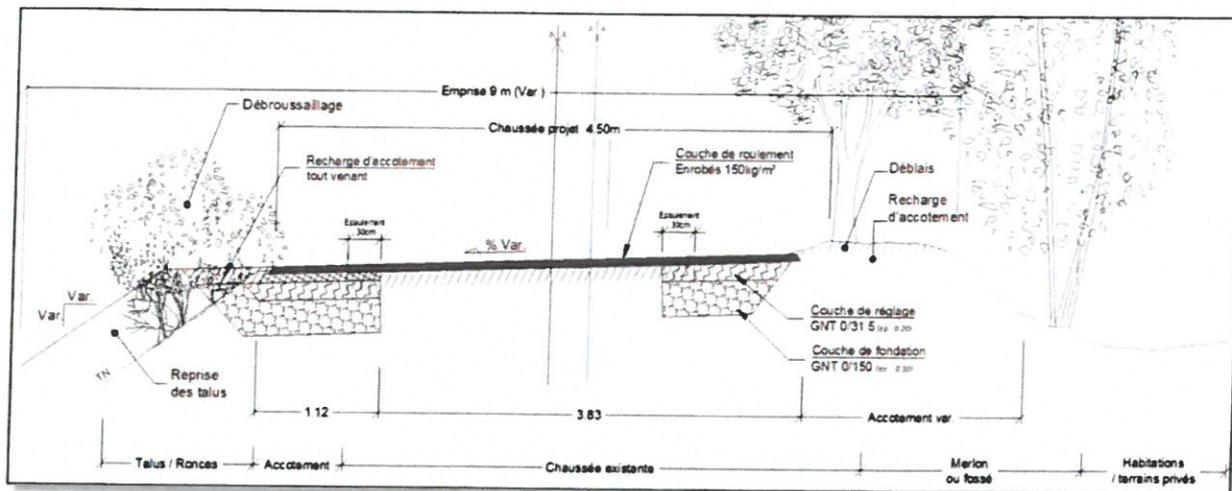 Emprise 9 m (Var.)
Débroussaillage
Chaussée projet 4.50m
Recharge d'accotement
tout venant
Couche de roulement
Enrobés 150kg/m²
Déblais
Recharge
d'accotement
Epaulement
30cm
Epaulement
30cm
% Var.
Var.
Var.
TN
Reprise
des talus
Couche de réglage
GNT 0/31.5 (ep. 0.20)
Couche de fondation
GNT 0/150
1.12
3.83
Accotement var.
Talus / Ronces
Accotement
Chaussée existante
Merlon
ou fossé
Habitations
/ terrains privés